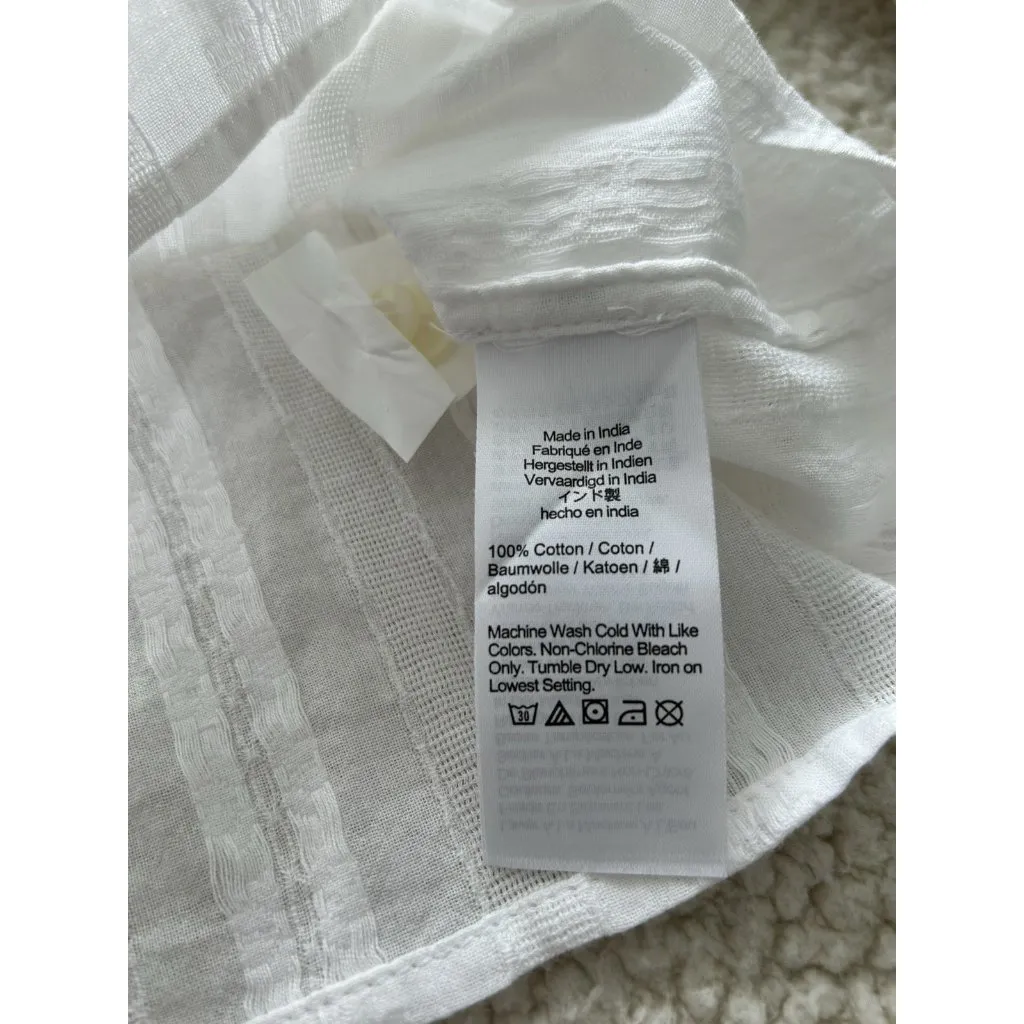 Made in India
Fabriqué en Inde
Hergestellt in Indien
Vervaardigd in India
インド製
hecho en india
100% Cotton / Coton /
Baumwolle / Katoen / 綿 /
algodón
Machine Wash Cold With Like
Colors. Non-Chlorine Bleach
Only. Tumble Dry Low. Iron on
Lowest Setting.
30